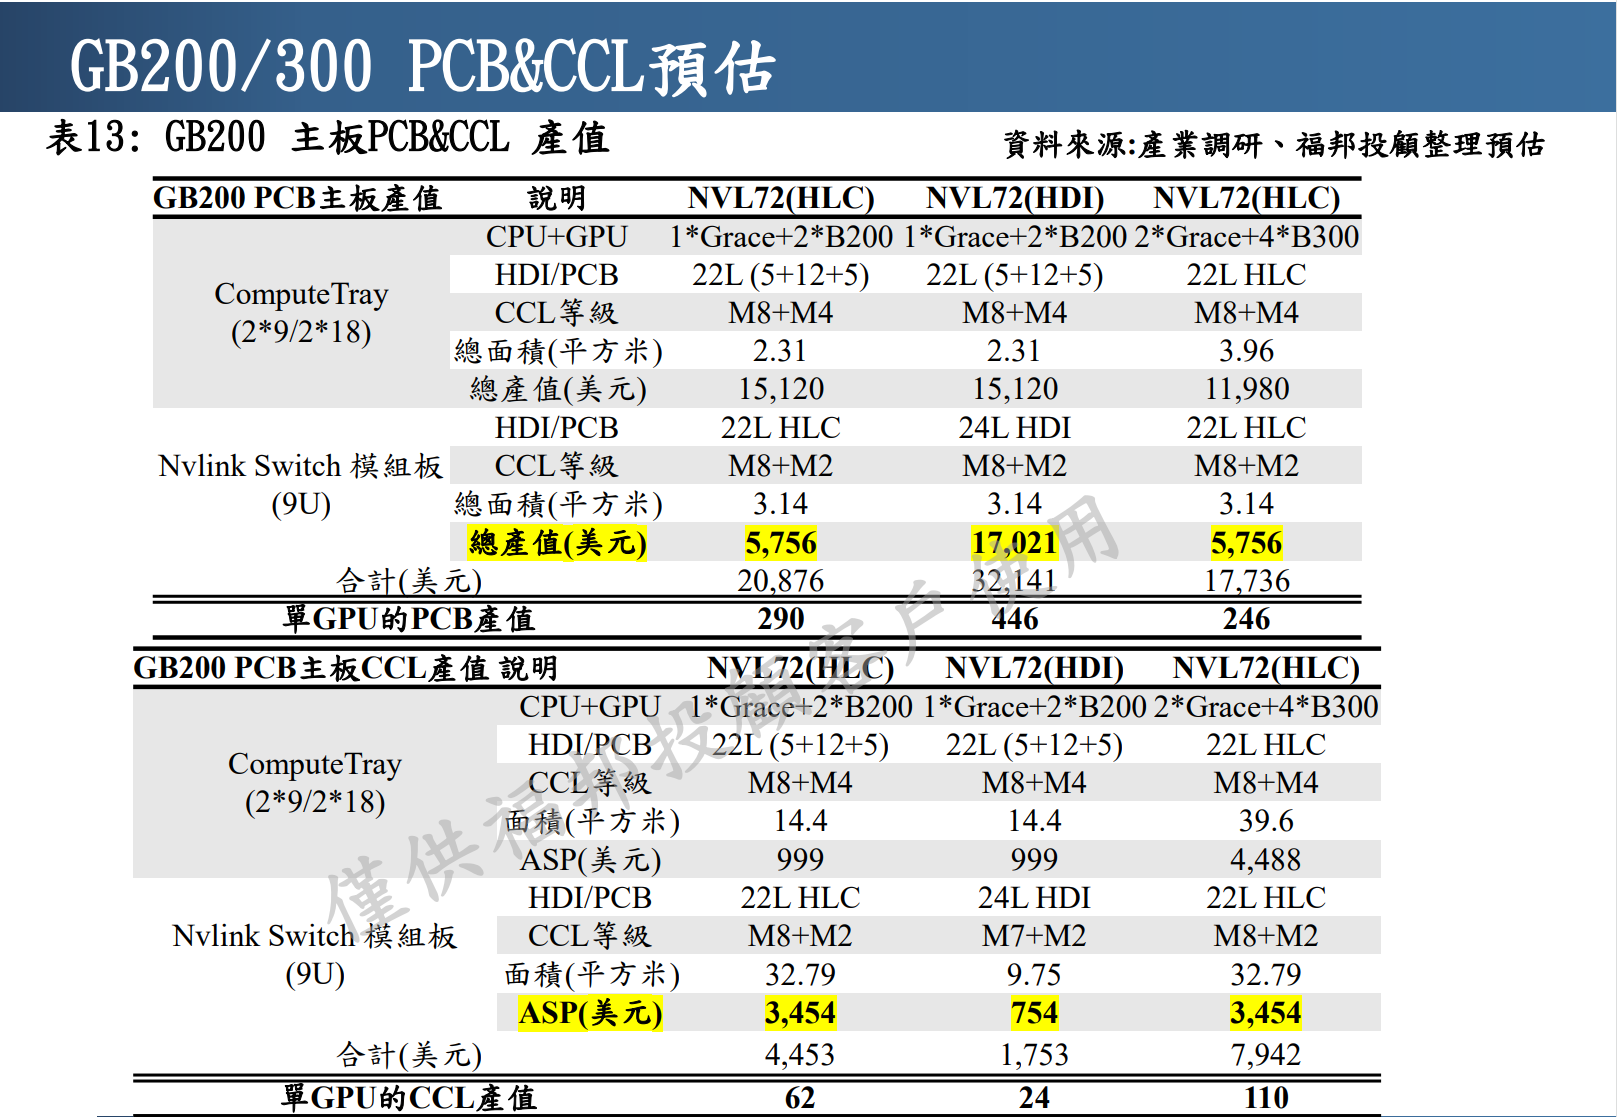 GB200/300 PCB&CCL預估
表13: GB200 主板PCB&CCL 產值
資料來源:產業調研、福邦投顧整理預估
GB200 PCB主板產值 說明 NVL72(HLC) NVL72(HDI) NVL72(HLC)
ComputeTray
(2*9/2*18)
CPU+GPU 1*Grace+2*B200 1*Grace+2*B200 2*Grace+4*B300
HDI/PCB 22L (5+12+5) 22L (5+12+5) 22L HLC
CCL等級 M8+M4 M8+M4 M8+M4
總面積(平方米) 2.31 2.31 3.96
總產值(美元) 15,120 15,120 11,980
Nvlink Switch 模組板
(9U)
HDI/PCB 22L HLC 24L HDI 22L HLC
CCL等級 M8+M2 M8+M2 M8+M2
總面積(平方米) 3.14 3.14 3.14
總產值(美元) 5,756 17,021 5,756
合計(美元) 20,876 32,141 17,736
單GPU的PCB產值 290 446 246
GB200 PCB主板CCL產值 說明 NVL72(HLC) NVL72(HDI) NVL72(HLC)
ComputeTray
(2*9/2*18)
CPU+GPU 1*Grace+2*B200 1*Grace+2*B200 2*Grace+4*B300
HDI/PCB 22L (5+12+5) 22L (5+12+5) 22L HLC
CCL等級 M8+M4 M8+M4 M8+M4
面積(平方米) 14.4 14.4 39.6
ASP(美元) 999 999 4,488
Nvlink Switch 模組板
(9U)
HDI/PCB 22L HLC 24L HDI 22L HLC
CCL等級 M8+M2 M7+M2 M8+M2
面積(平方米) 32.79 9.75 32.79
ASP(美元) 3,454 754 3,454
合計(美元) 4,453 1,753 7,942
單GPU的CCL產值 62 24 110
僅供福邦投顧客戶使用